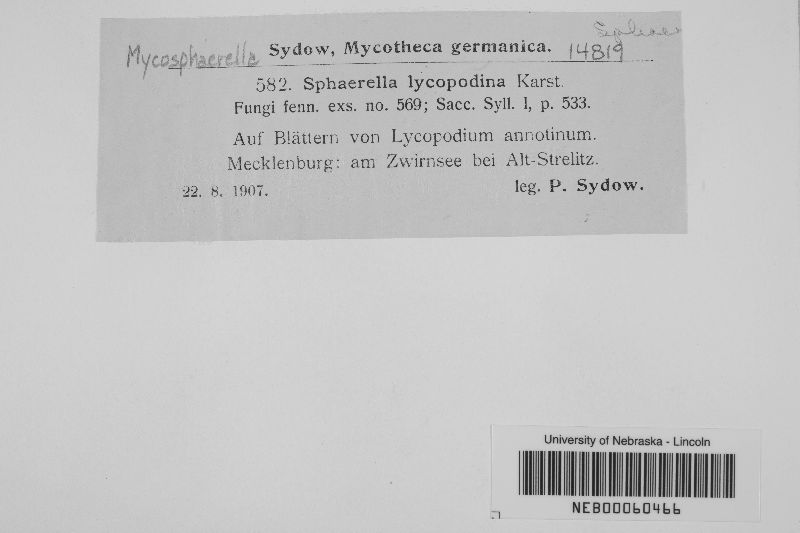 Mycosphaerella Sydow, Mycotheca germanica. 14819
582. Sphaerella lycopodina Karst.
Fungi fenn. exs. no. 569; Sacc. Syll. I, p. 533.
Auf Blättern von Lycopodium annotinum.
Mecklenburg: am Zwirnsee bei Alt-Strelitz.
22. 8. 1907. leg. P. Sydow.
University of Nebraska - Lincoln
NEB00060466